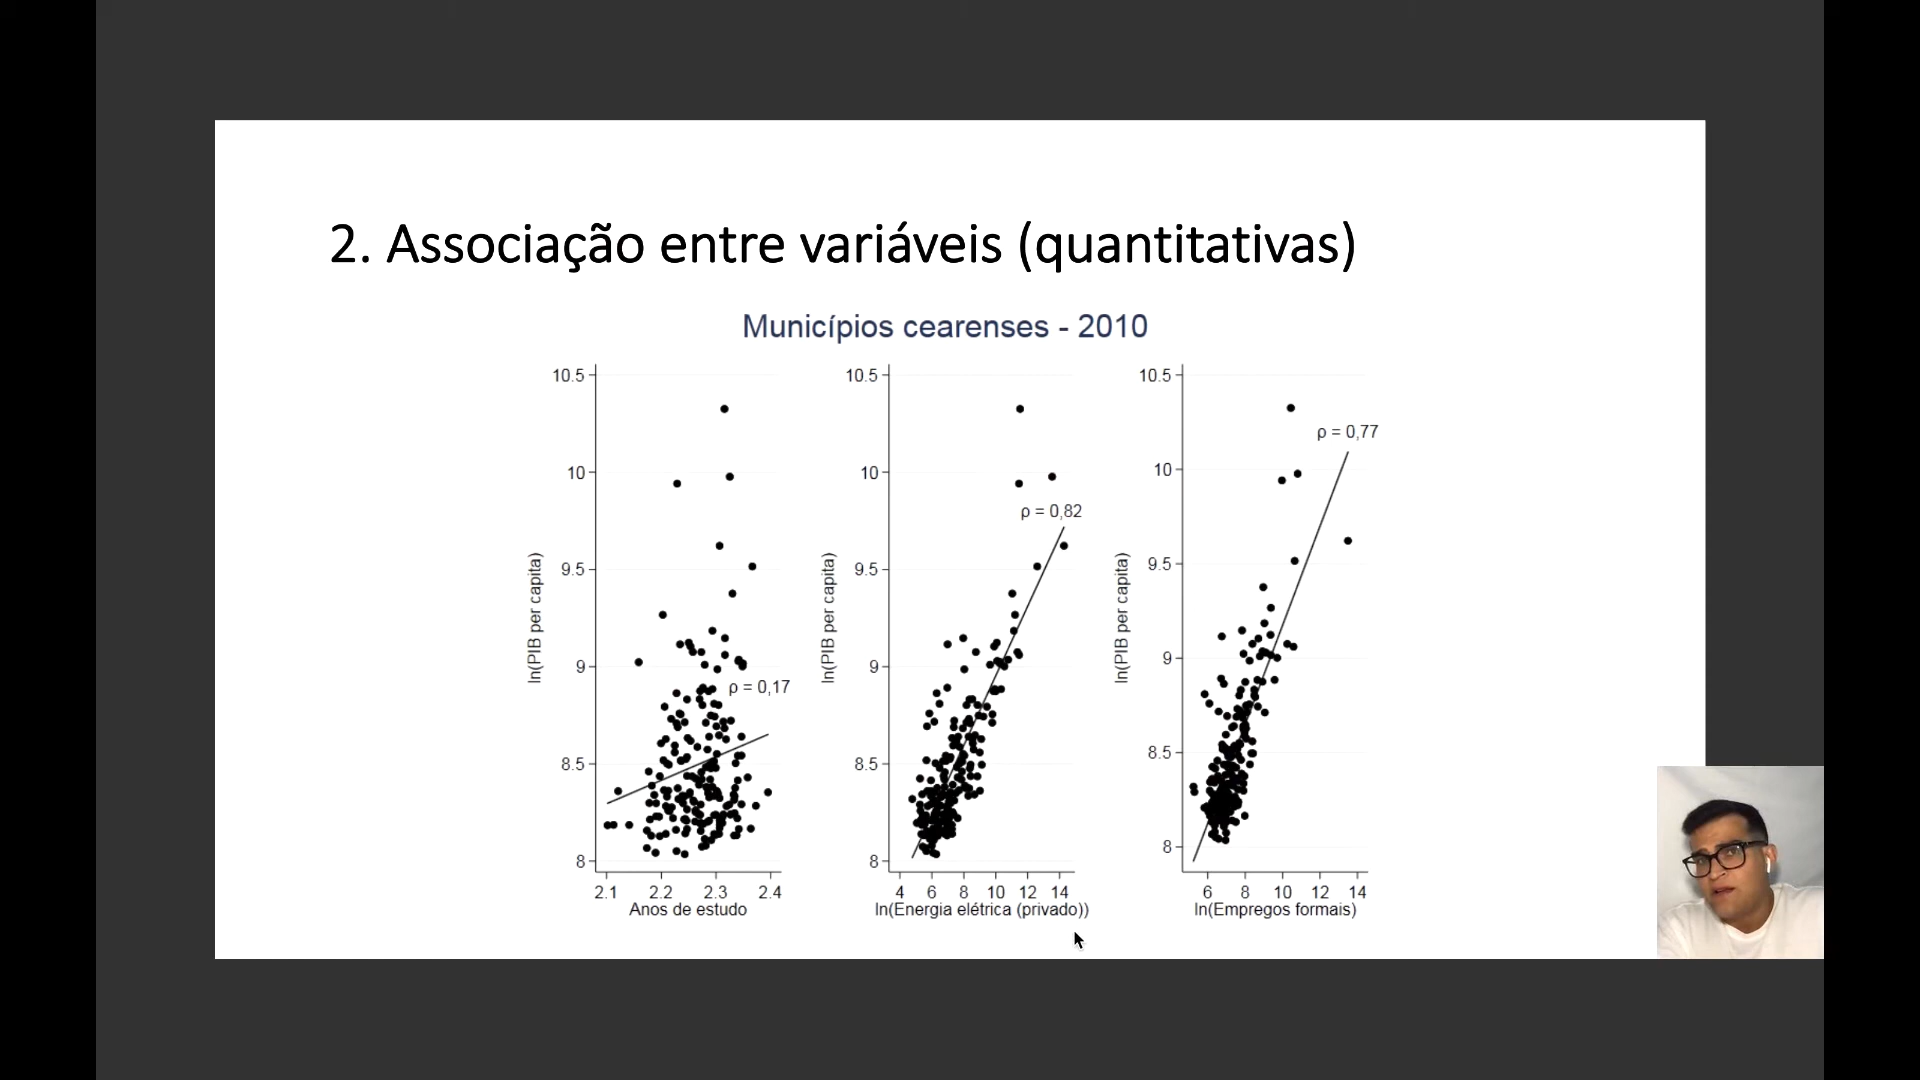 2. Associação entre variáveis (quantitativas)
Municípios cearenses - 2010
10.5
10
9.5
9
8.5
8
ln(PIB per capita)
ρ = 0,17
2.1 2.2 2.3 2.4
Anos de estudo
10.5
10
9.5
9
8.5
8
ln(PIB per capita)
ρ = 0,82
4 6 8 10 12 14
ln(Energia elétrica (privado))
10.5
10
9.5
9
8.5
8
ln(PIB per capita)
ρ = 0,77
6 8 10 12 14
ln(Empregos formais)